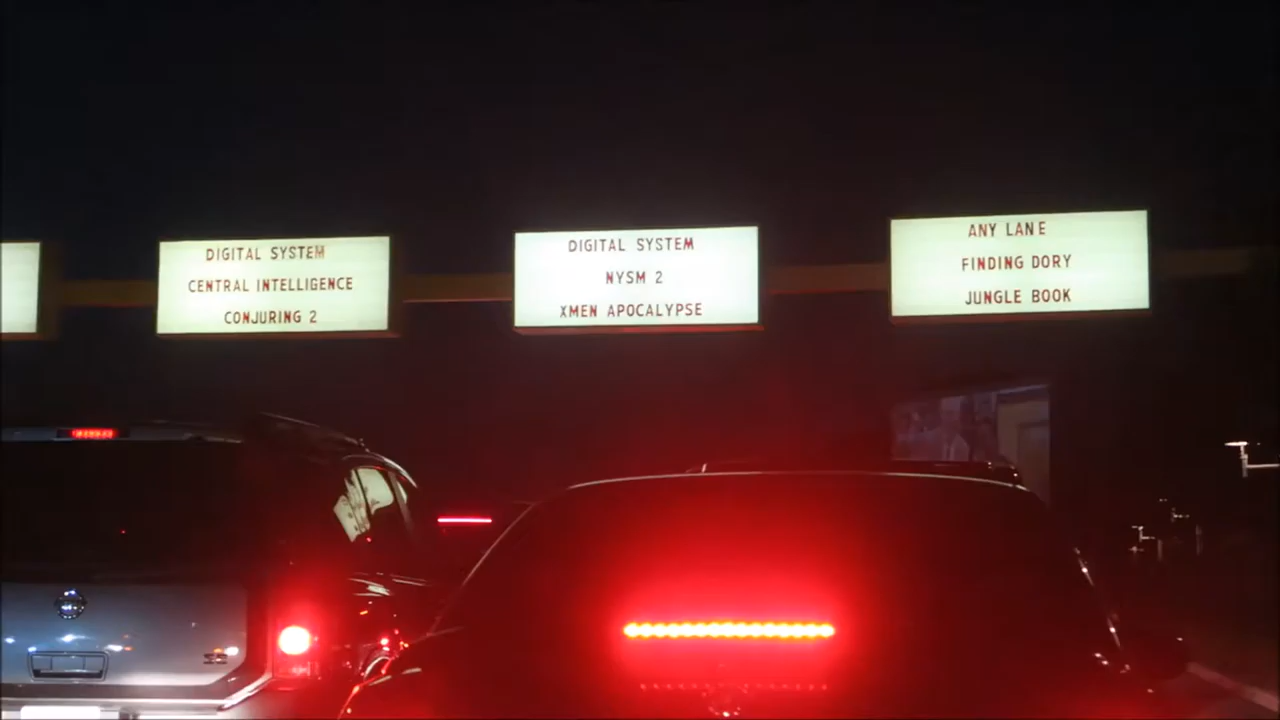 DIGITAL SYSTEM
CENTRAL INTELLIGENCE
CONJURING 2
DIGITAL SYSTEM
NYSM 2
XMEN APOCALYPSE
ANY LANE
FINDING DORY
JUNGLE BOOK